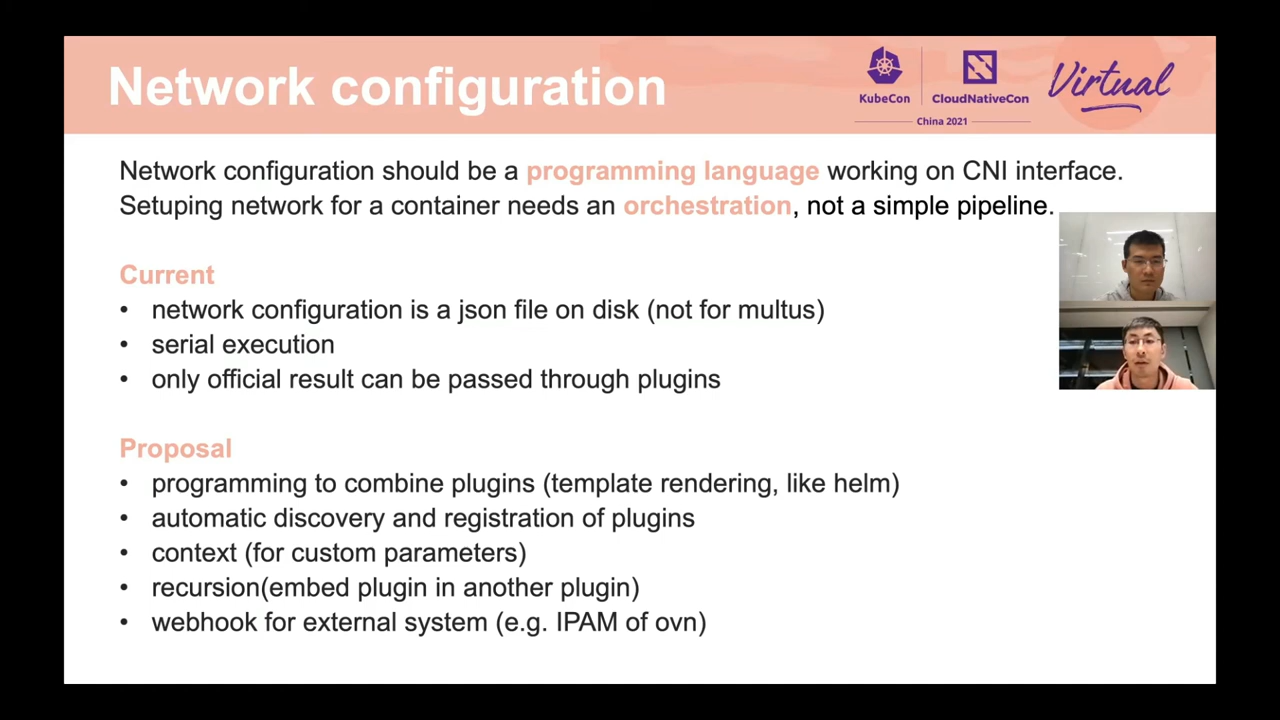 Network configuration
KubeCon
CloudNativeCon
China 2021
Virtual
Network configuration should be a programming language working on CNI interface.
Setuping network for a container needs an orchestration, not a simple pipeline.
Current
• network configuration is a json file on disk (not for multus)
• serial execution
• only official result can be passed through plugins
Proposal
• programming to combine plugins (template rendering, like helm)
• automatic discovery and registration of plugins
• context (for custom parameters)
• recursion(embed plugin in another plugin)
• webhook for external system (e.g. IPAM of ovn)